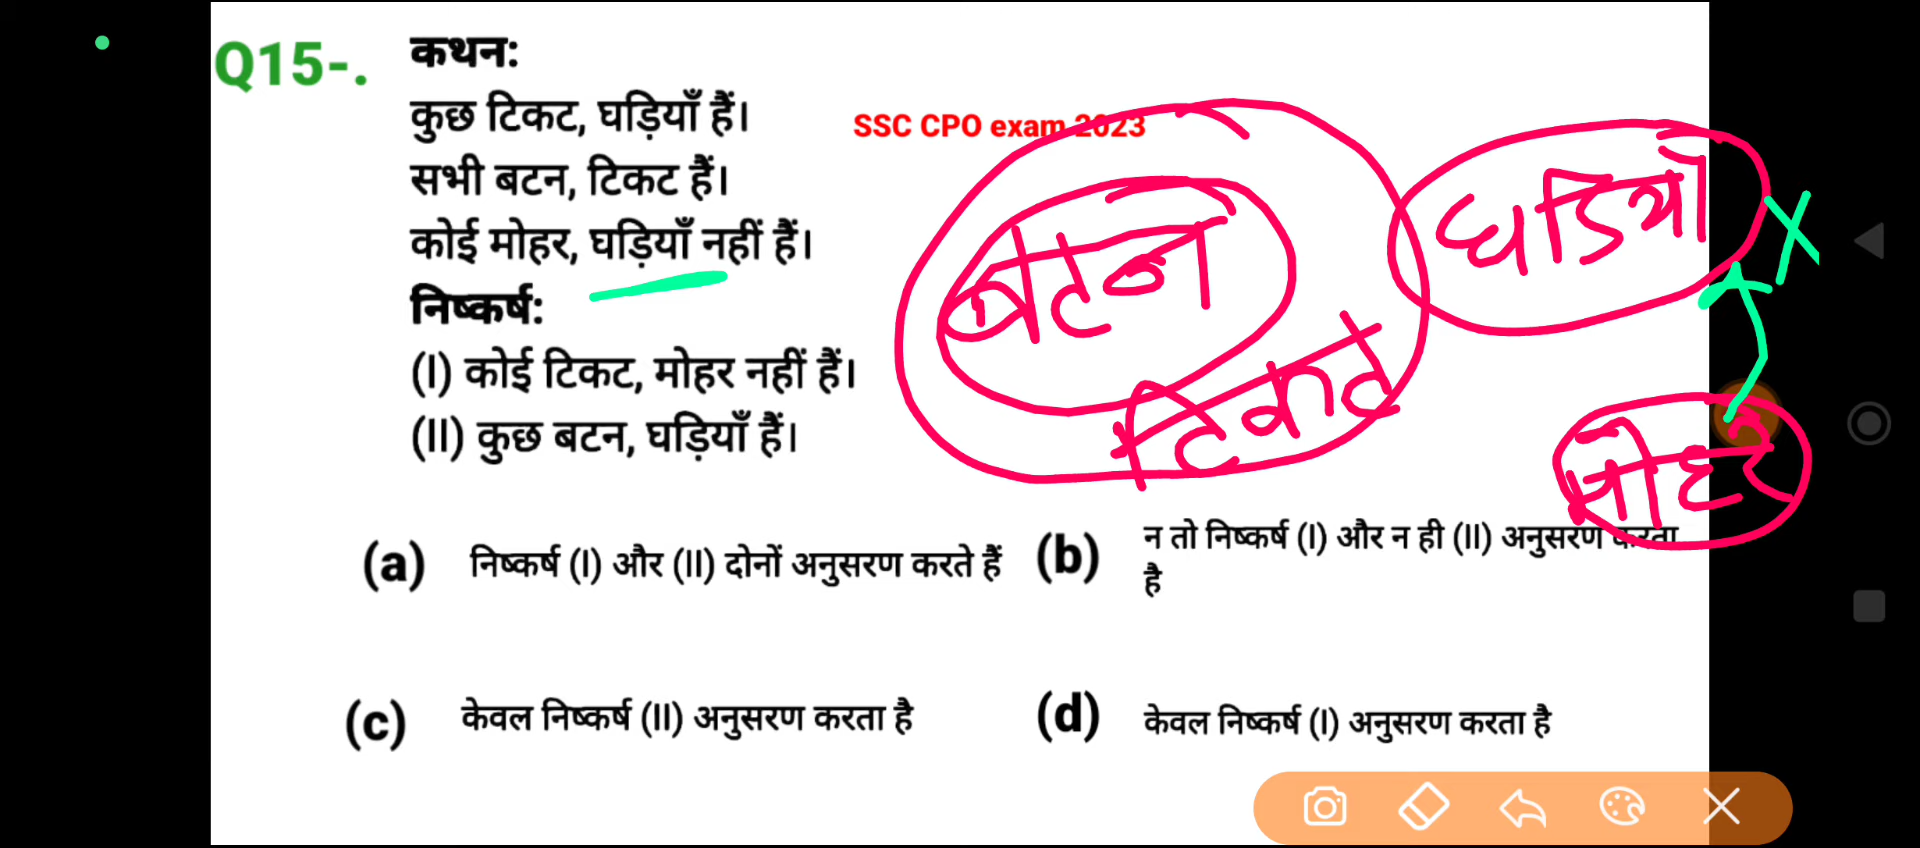 Q15-. कथन:
कुछ टिकट, घड़ियाँ हैं।
SSC CPO exam 2023
सभी बटन, टिकट हैं।
कोई मोहर, घड़ियाँ नहीं हैं।
निष्कर्ष:
(I) कोई टिकट, मोहर नहीं हैं।
(II) कुछ बटन, घड़ियाँ हैं।
बटन
टिकट
घडियाँ
मोहर
(a) निष्कर्ष (I) और (II) दोनों अनुसरण करते हैं
(b) न तो निष्कर्ष (I) और न ही (II) अनुसरण करता
है
(c) केवल निष्कर्ष (II) अनुसरण करता है
(d) केवल निष्कर्ष (I) अनुसरण करता है